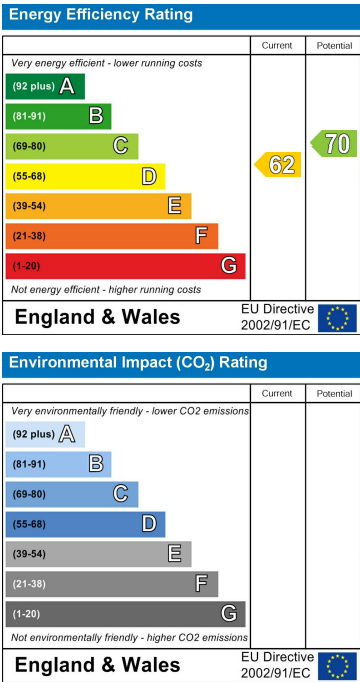 Energy Efficiency Rating
Current Potential
Very energy efficient - lower running costs
(92 plus) A
(81-91) B
(69-80) C
(55-68) D
(39-54) E
(21-38) F
(1-20) G
62
70
Not energy efficient - higher running costs
England & Wales
EU Directive
2002/91/EC
Environmental Impact (CO₂) Rating
Current Potential
Very environmentally friendly - lower CO2 emissions
(92 plus) A
(81-91) B
(69-80) C
(55-68) D
(39-54) E
(21-38) F
(1-20) G
Not environmentally friendly - higher CO2 emissions
England & Wales
EU Directive
2002/91/EC